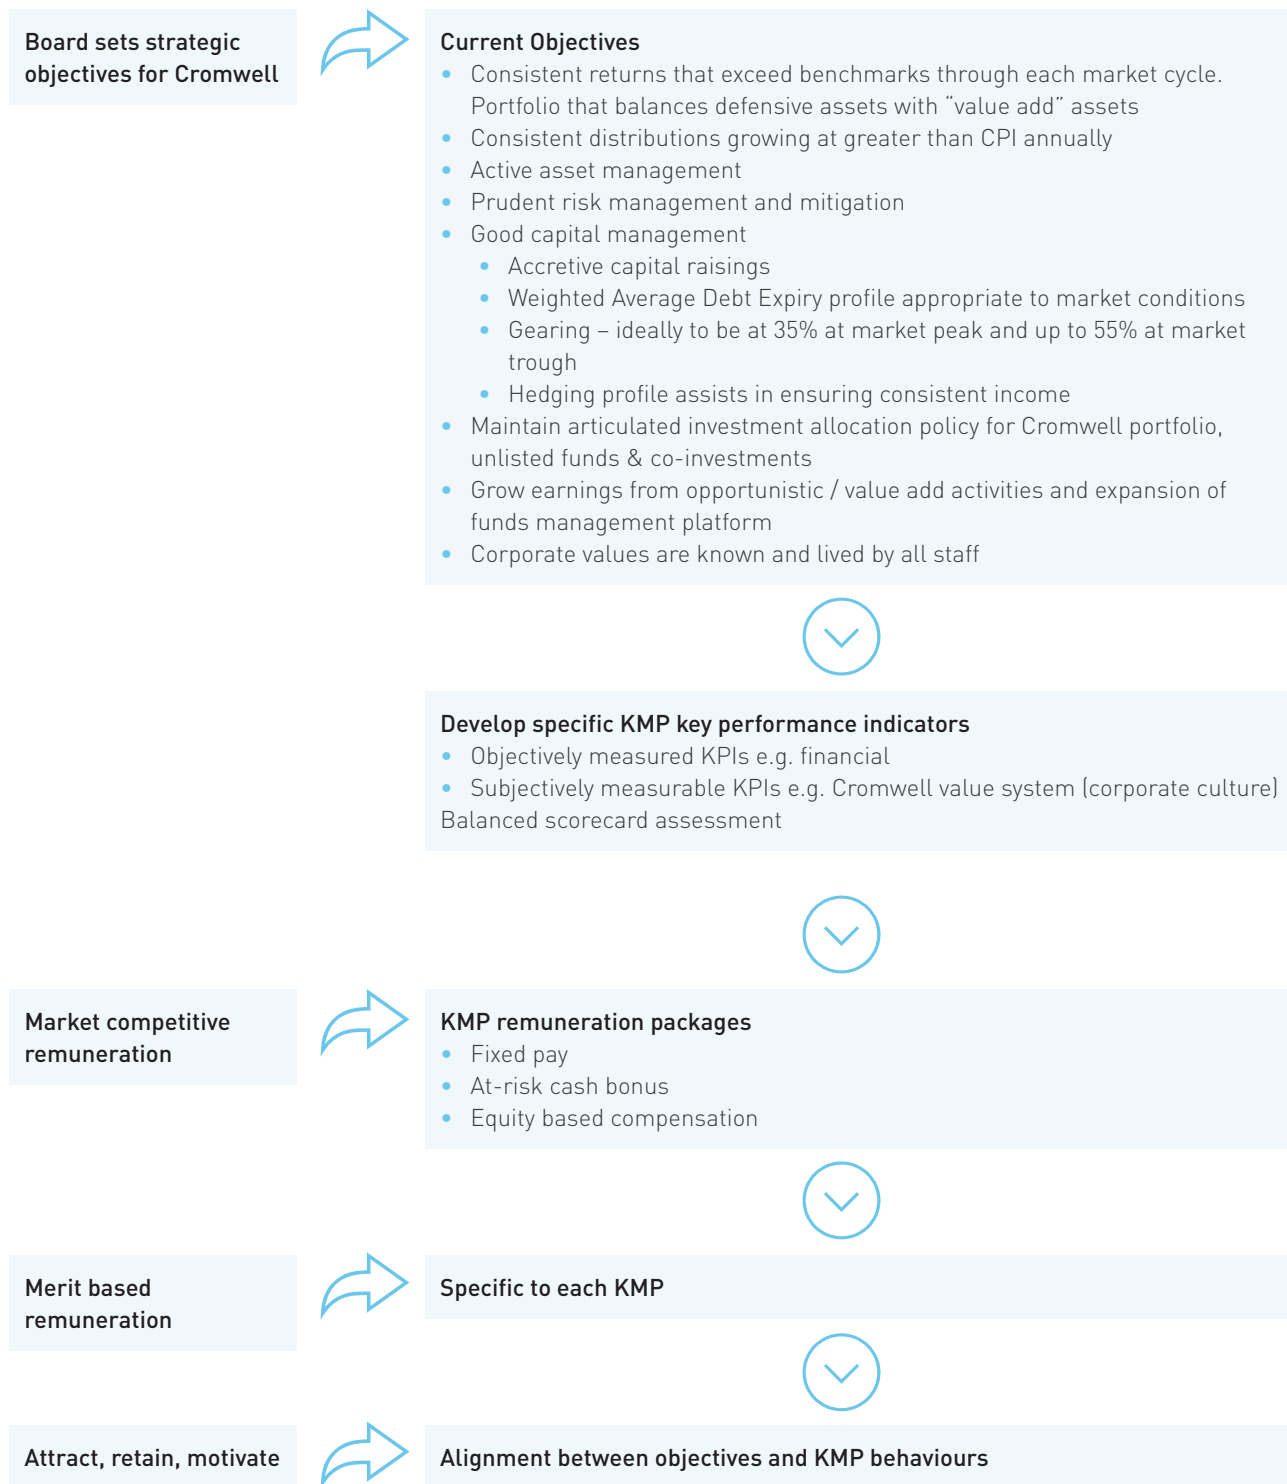 Board sets strategic
objectives for Cromwell
Current Objectives
• Consistent returns that exceed benchmarks through each market cycle.
Portfolio that balances defensive assets with “value add” assets
• Consistent distributions growing at greater than CPI annually
• Active asset management
• Prudent risk management and mitigation
• Good capital management
• Accretive capital raisings
• Weighted Average Debt Expiry profile appropriate to market conditions
• Gearing – ideally to be at 35% at market peak and up to 55% at market
trough
• Hedging profile assists in ensuring consistent income
• Maintain articulated investment allocation policy for Cromwell portfolio,
unlisted funds & co-investments
• Grow earnings from opportunistic / value add activities and expansion of
funds management platform
• Corporate values are known and lived by all staff
Develop specific KMP key performance indicators
• Objectively measured KPIs e.g. financial
• Subjectively measurable KPIs e.g. Cromwell value system (corporate culture)
Balanced scorecard assessment
Market competitive
remuneration
KMP remuneration packages
• Fixed pay
• At-risk cash bonus
• Equity based compensation
Merit based
remuneration
Specific to each KMP
Attract, retain, motivate
Alignment between objectives and KMP behaviours